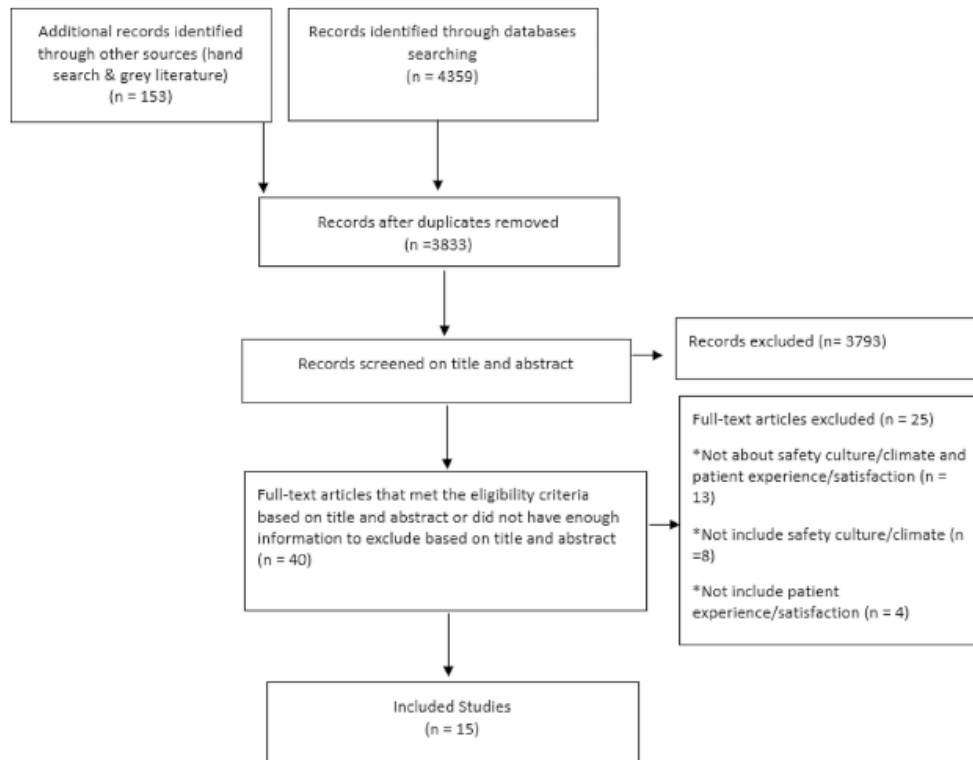 Additional records identified
through other sources (hand
search & grey literature)
(n = 153)
Records identified through databases
searching
(n = 4359)
Records after duplicates removed
(n =3833)
Records screened on title and abstract
Records excluded (n= 3793)
Full-text articles that met the eligibility criteria
based on title and abstract or did not have enough
information to exclude based on title and abstract
(n = 40)
Full-text articles excluded (n = 25)
*Not about safety culture/climate and
patient experience/satisfaction (n =
13)
*Not include safety culture/climate (n
=8)
*Not include patient
experience/satisfaction (n = 4)
Included Studies
(n = 15)